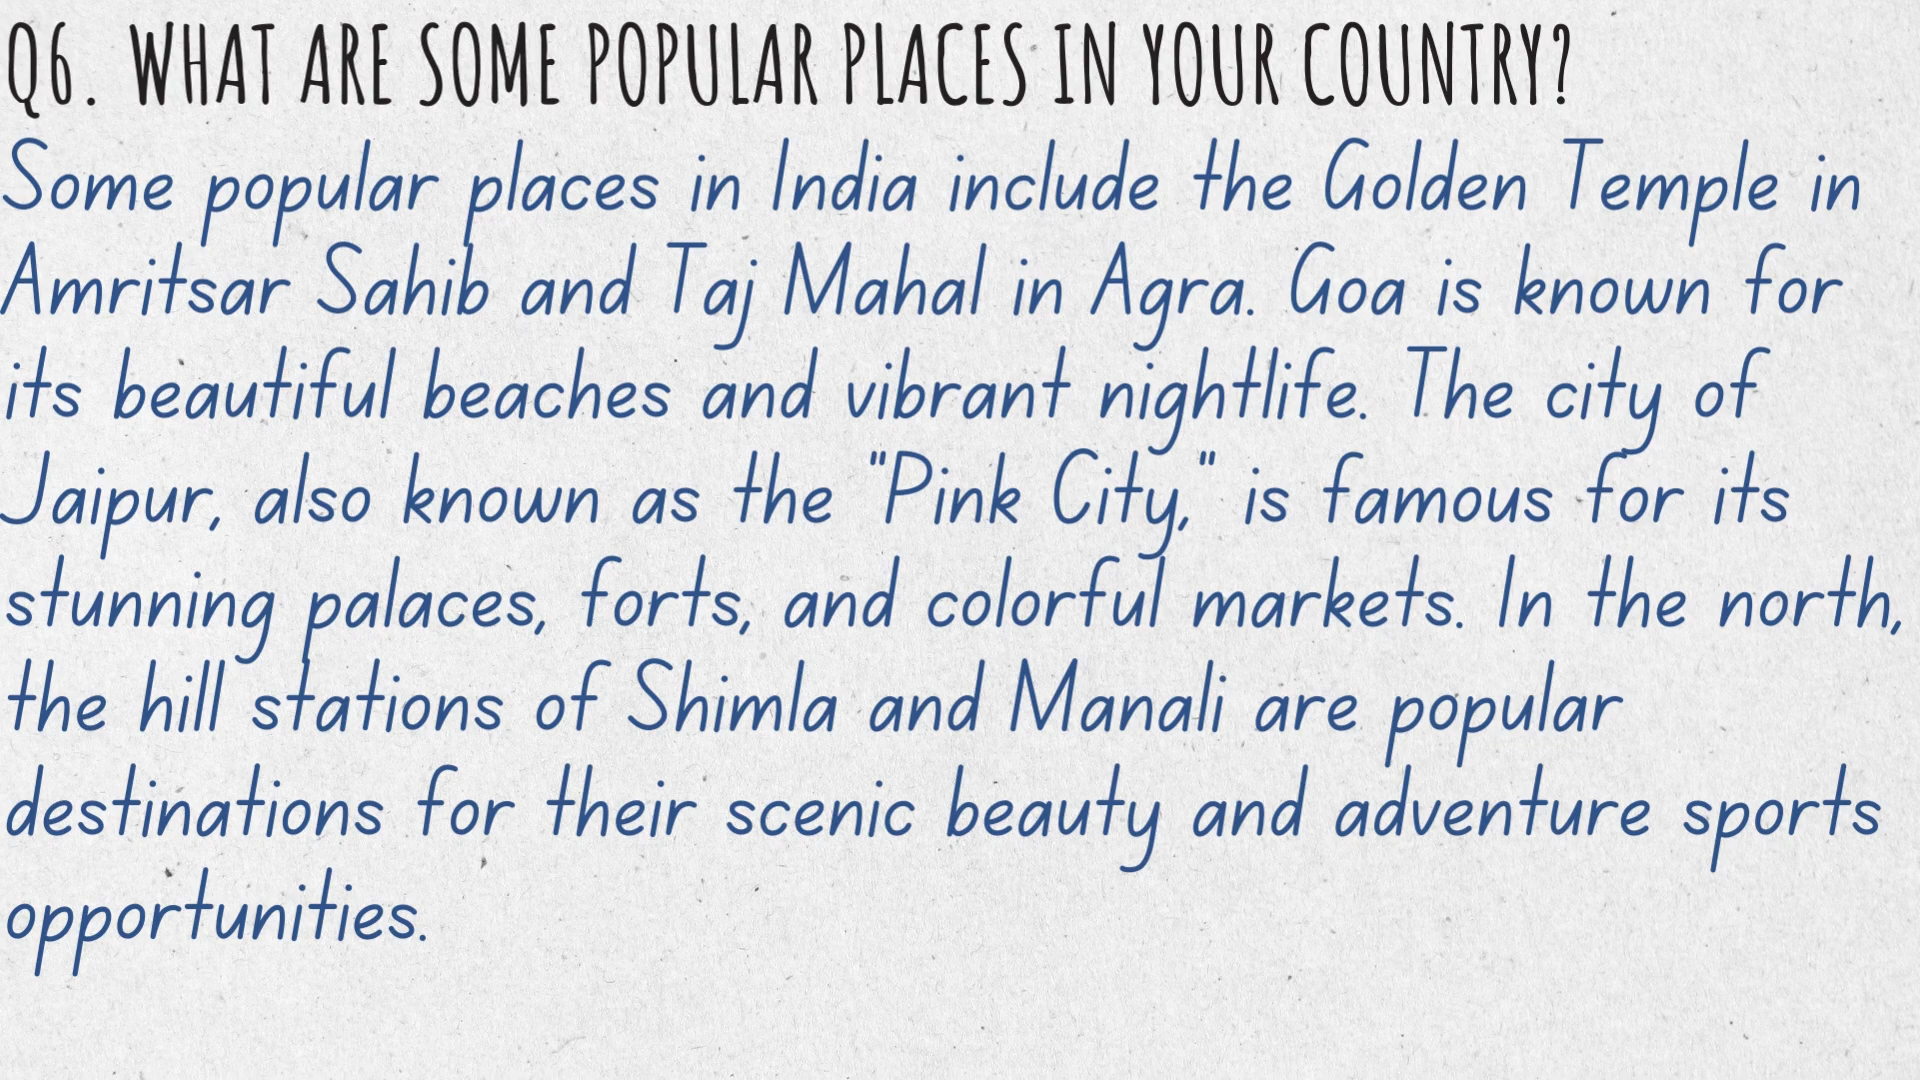 Q6. WHAT ARE SOME POPULAR PLACES IN YOUR COUNTRY?
Some popular places in India include the Golden Temple in
Amritsar Sahib and Taj Mahal in Agra. Goa is known for
its beautiful beaches and vibrant nightlife. The city of
Jaipur, also known as the "Pink City," is famous for its
stunning palaces, forts, and colorful markets. In the north,
the hill stations of Shimla and Manali are popular
destinations for their scenic beauty and adventure sports
opportunities.